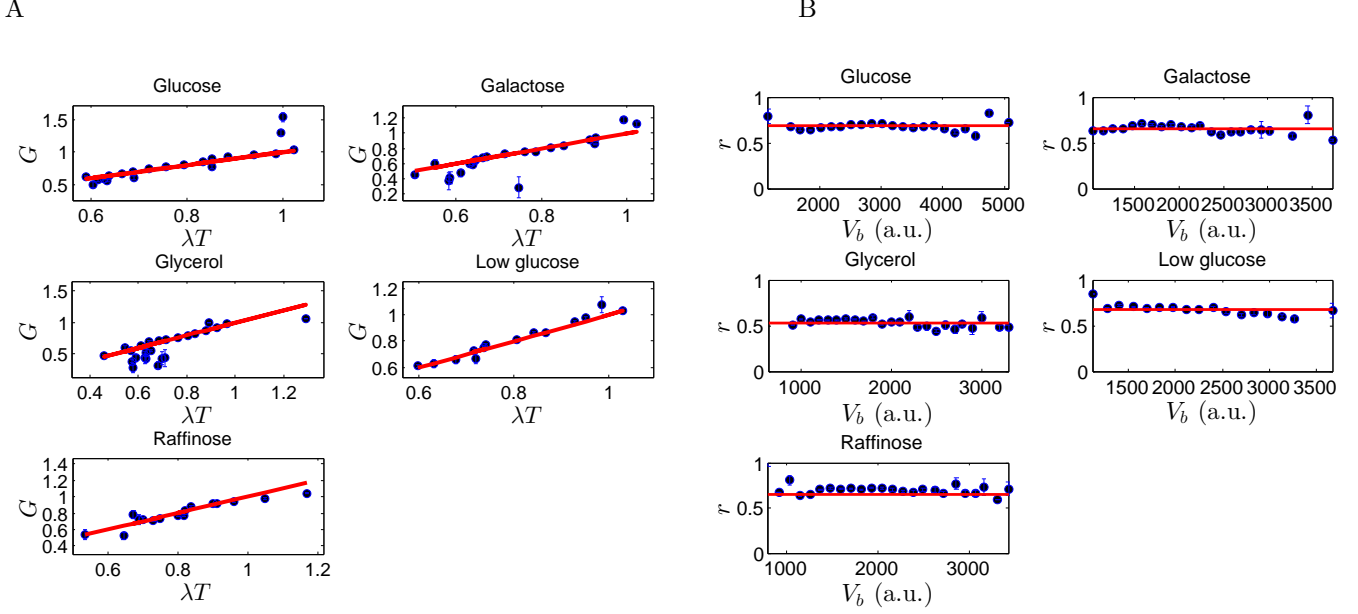 A
B
Glucose
1.5
1
0.5
G
0.6 0.8 1
λT
Galactose
1.2
1
0.8
0.6
0.4
0.2
G
0.6 0.8 1
λT
Glycerol
1.5
1
0.5
G
0.4 0.6 0.8 1 1.2
λT
Low glucose
1.2
1
0.8
0.6
G
0.6 0.8 1
λT
Raffinose
1.4
1.2
1
0.8
0.6
0.4
G
0.6 0.8 1 1.2
λT
Glucose
1
0.5
0
r
2000 3000 4000 5000
V_b (a.u.)
Galactose
1
0.5
0
r
1500 2000 2500 3000 3500
V_b (a.u.)
Glycerol
1
0.5
0
r
1000 2000 3000
V_b (a.u.)
Low glucose
1
0.5
0
r
1500 2000 2500 3000 3500
V_b (a.u.)
Raffinose
1
0.5
0
r
1000 2000 3000
V_b (a.u.)